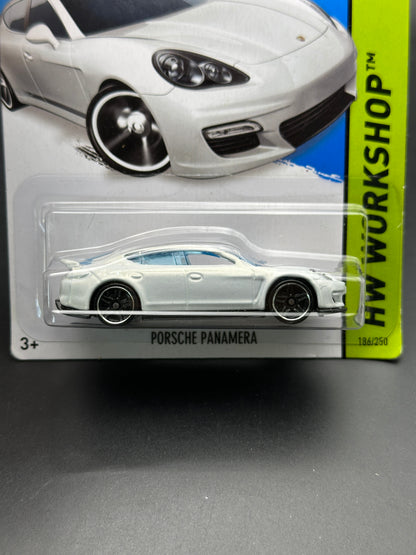 HW WORKSHOP™
PORSCHE PANAMERA
3+
186/250